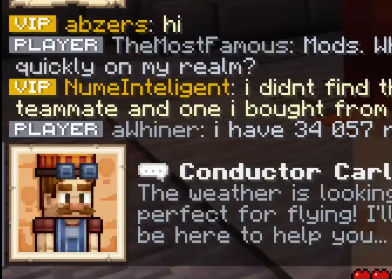 VIP abzers: hi
PLAYER TheMostFamous: Mods. Wh
quickly on my realm?
VIP NumeInteligent: i didnt find th
teammate and one i bought from
PLAYER aWhiner: i have 34 057 r
Conductor Carl
The weather is looking
perfect for flying! I'll
be here to help you...